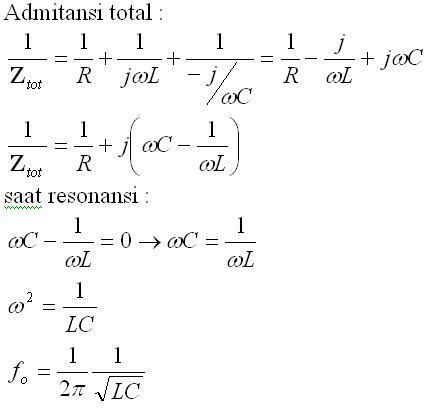 Admitansi total :
1/Z_tot = 1/R + 1/(jωL) + 1/(−j/ωC) = 1/R − j/(ωL) + jωC
1/Z_tot = 1/R + j(ωC − 1/(ωL))
saat resonansi :
ωC − 1/(ωL) = 0 → ωC = 1/(ωL)
ω² = 1/(LC)
f_o = 1/(2π) 1/√(LC)